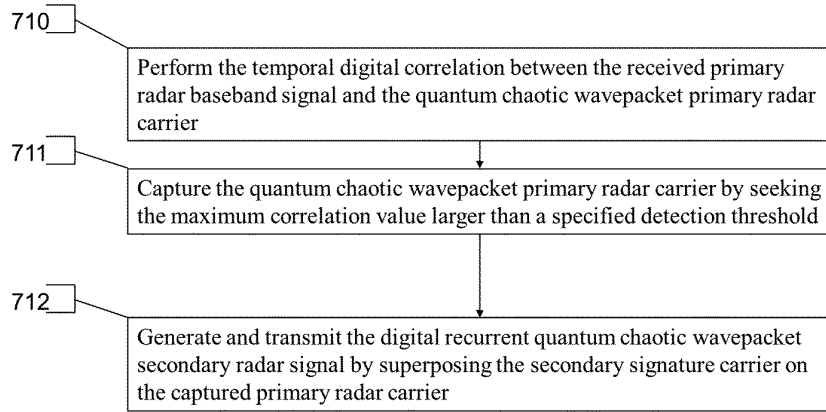 710
Perform the temporal digital correlation between the received primary
radar baseband signal and the quantum chaotic wavepacket primary radar
carrier
711
Capture the quantum chaotic wavepacket primary radar carrier by seeking
the maximum correlation value larger than a specified detection threshold
712
Generate and transmit the digital recurrent quantum chaotic wavepacket
secondary radar signal by superposing the secondary signature carrier on
the captured primary radar carrier